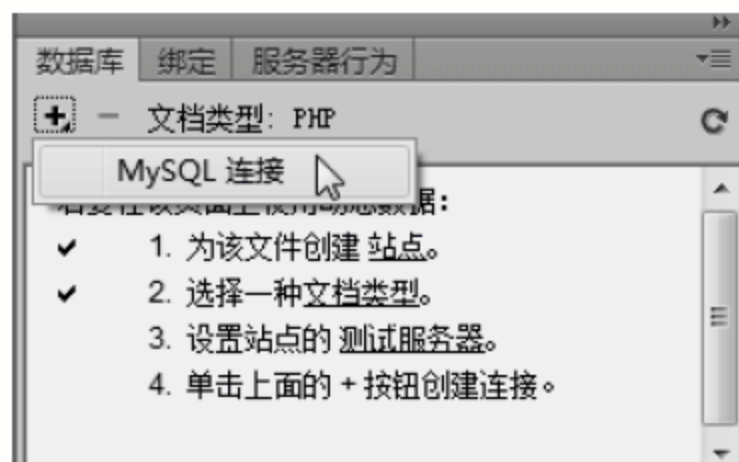 数据库 绑定 服务器行为
+ − 文档类型: PHP
MySQL 连接
✔ 1. 为该文件创建 站点。
✔ 2. 选择一种文档类型。
3. 设置站点的 测试服务器。
4. 单击上面的 + 按钮创建连接。